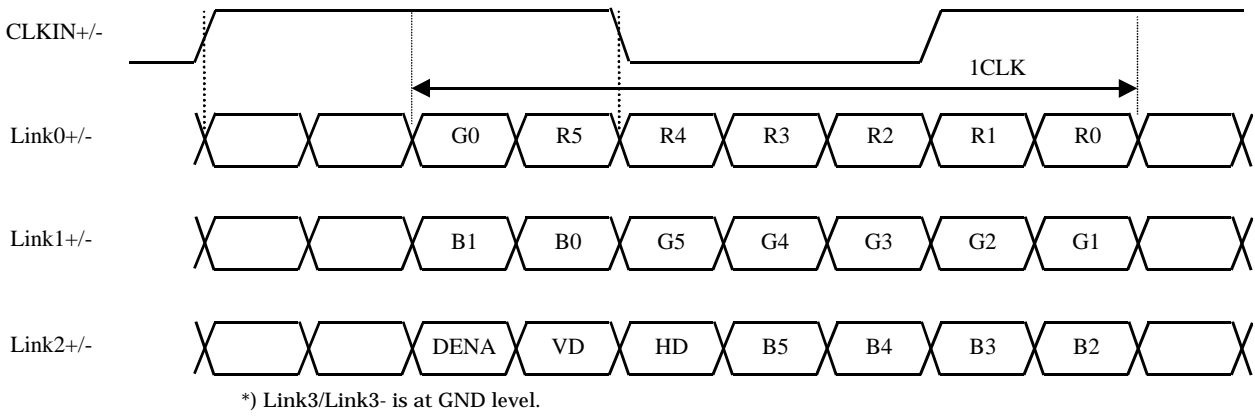 CLKIN+/-
1CLK
Link0+/- G0 R5 R4 R3 R2 R1 R0
Link1+/- B1 B0 G5 G4 G3 G2 G1
Link2+/- DENA VD HD B5 B4 B3 B2
*) Link3/Link3- is at GND level.